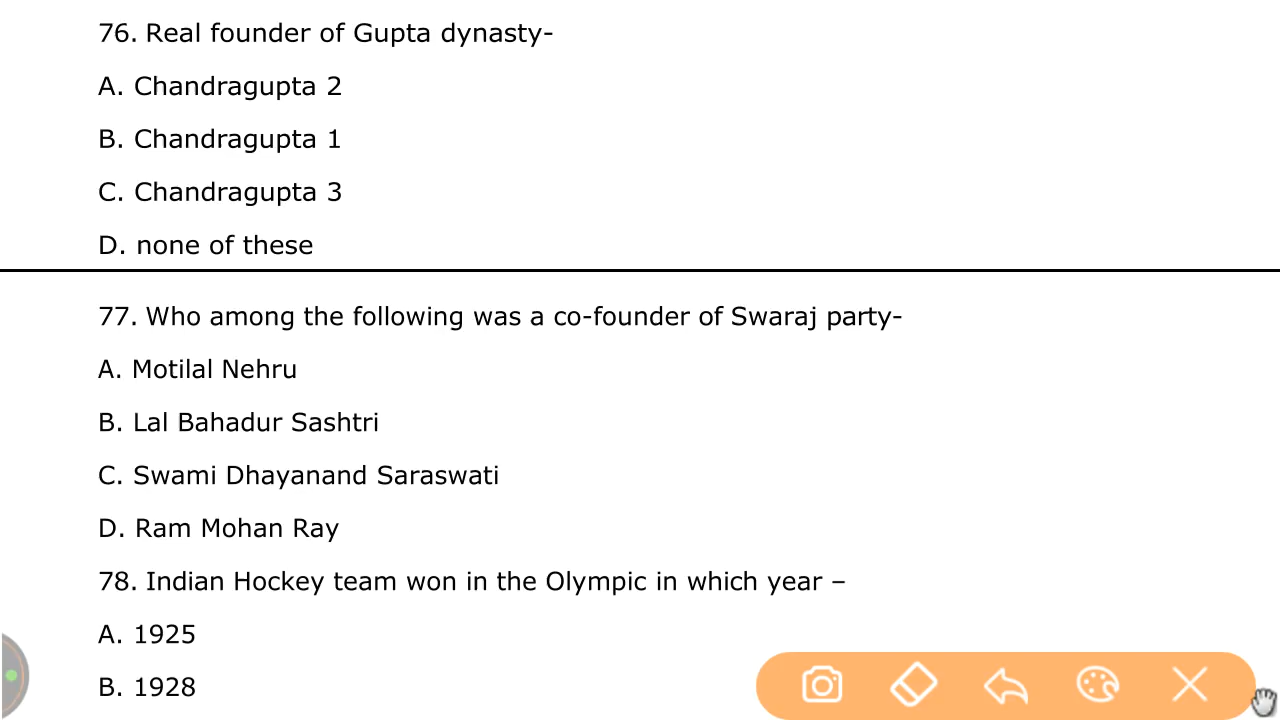 76. Real founder of Gupta dynasty-
A. Chandragupta 2
B. Chandragupta 1
C. Chandragupta 3
D. none of these
77. Who among the following was a co-founder of Swaraj party-
A. Motilal Nehru
B. Lal Bahadur Sashtri
C. Swami Dhayanand Saraswati
D. Ram Mohan Ray
78. Indian Hockey team won in the Olympic in which year –
A. 1925
B. 1928